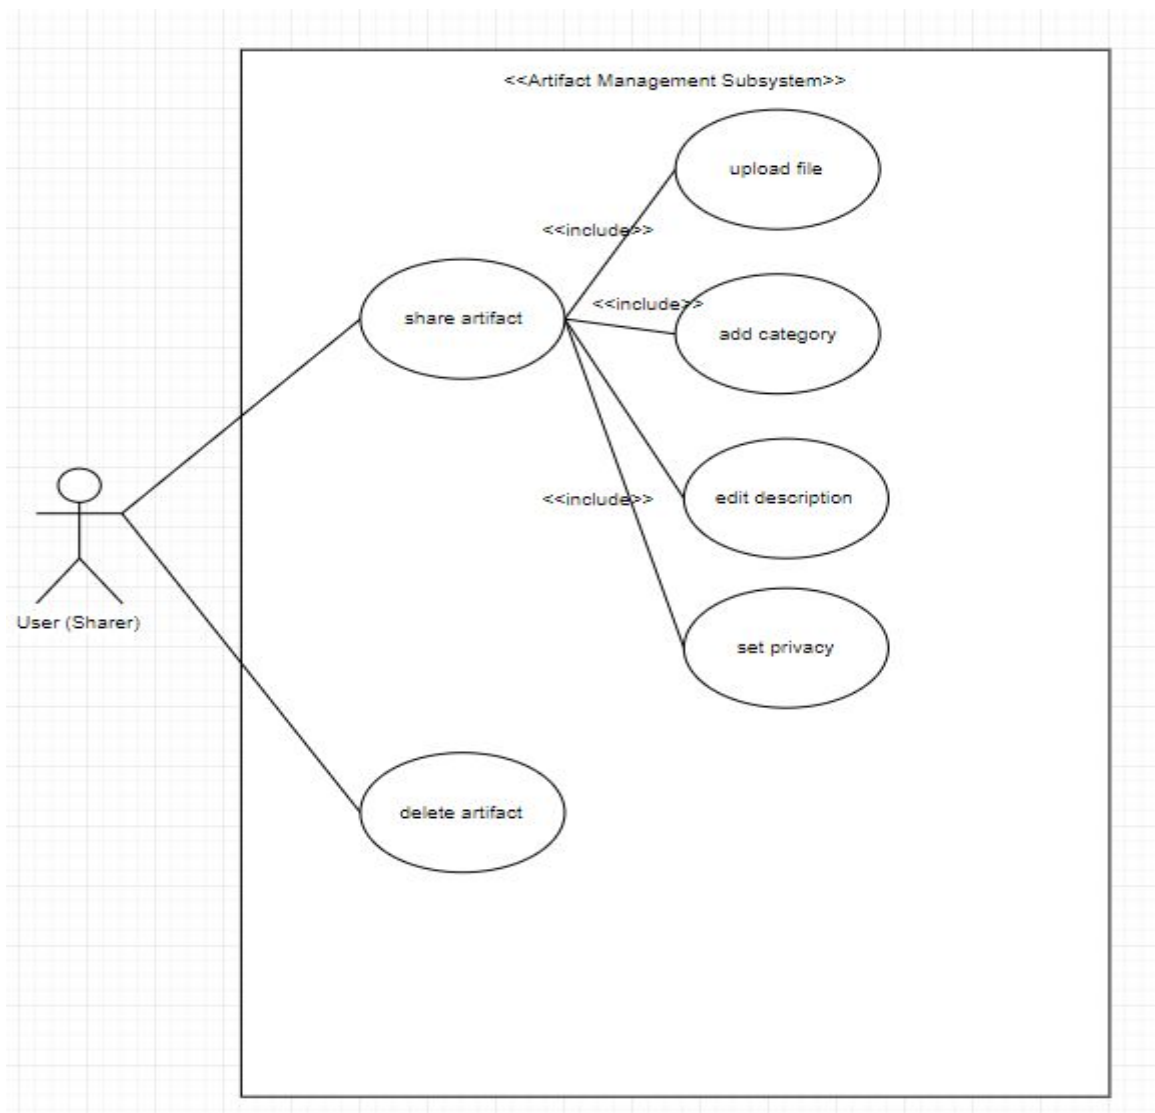 <<Artifact Management Subsystem>>
upload file
<<include>>
<<include>>
share artifact
add category
edit description
<<include>>
User (Sharer)
set privacy
delete artifact